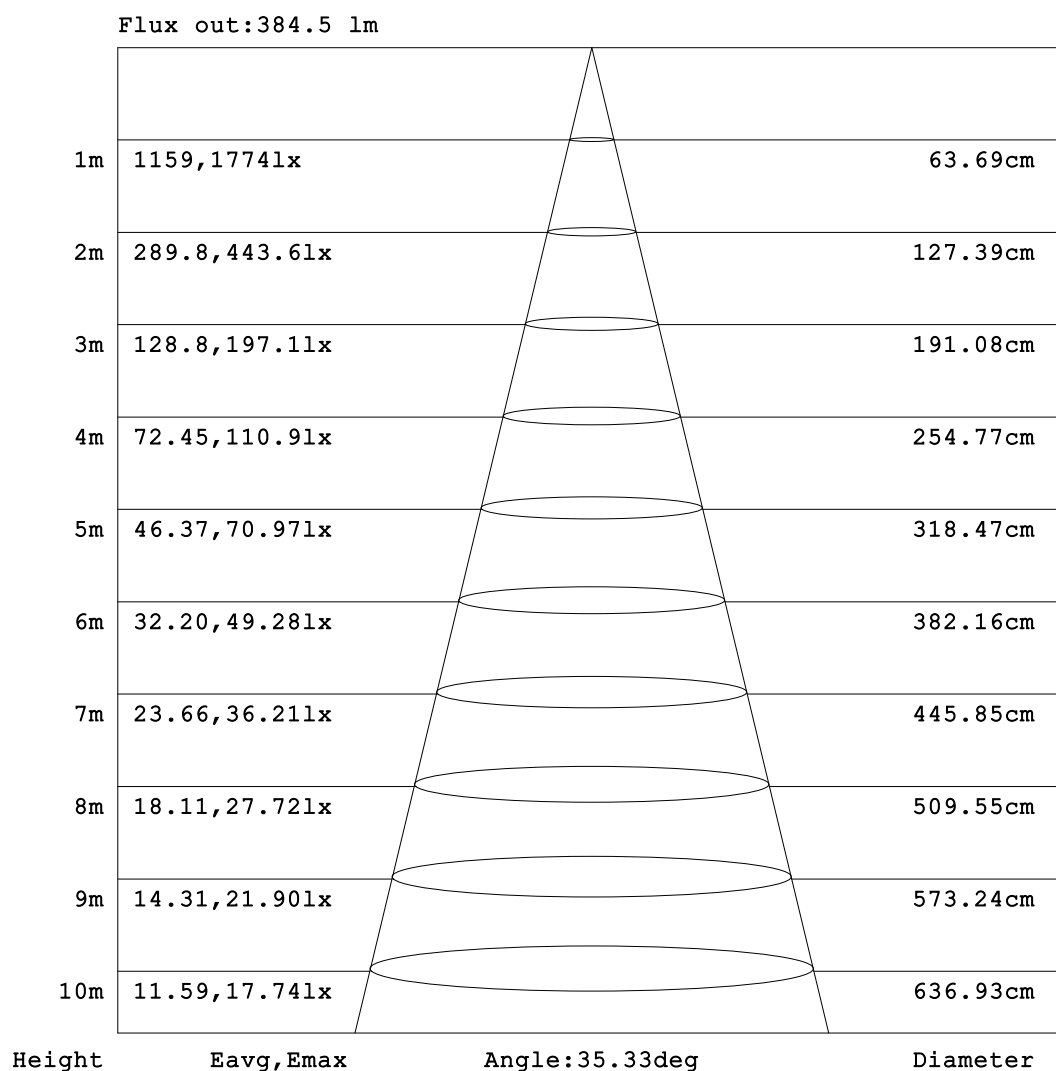 Flux out:384.5 lm
1m 1159,1774lx 63.69cm
2m 289.8,443.6lx 127.39cm
3m 128.8,197.1lx 191.08cm
4m 72.45,110.9lx 254.77cm
5m 46.37,70.97lx 318.47cm
6m 32.20,49.28lx 382.16cm
7m 23.66,36.21lx 445.85cm
8m 18.11,27.72lx 509.55cm
9m 14.31,21.90lx 573.24cm
10m 11.59,17.74lx 636.93cm
Height Eavg,Emax Angle:35.33deg Diameter